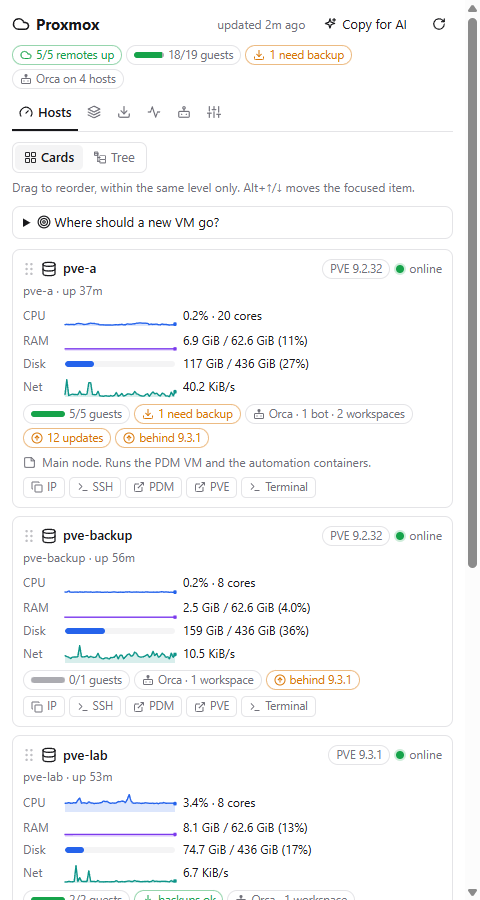 Proxmox updated 2m ago Copy for AI
5/5 remotes up 18/19 guests 1 need backup
Orca on 4 hosts
Hosts
Cards Tree
Drag to reorder, within the same level only. Alt+↑/↓ moves the focused item.
Where should a new VM go?
pve-a PVE 9.2.32 online
pve-a · up 37m
CPU 0.2% · 20 cores
RAM 6.9 GiB / 62.6 GiB (11%)
Disk 117 GiB / 436 GiB (27%)
Net 40.2 KiB/s
5/5 guests 1 need backup Orca · 1 bot · 2 workspaces
12 updates behind 9.3.1
Main node. Runs the PDM VM and the automation containers.
IP SSH PDM PVE Terminal
pve-backup PVE 9.2.32 online
pve-backup · up 56m
CPU 0.2% · 8 cores
RAM 2.5 GiB / 62.6 GiB (4.0%)
Disk 159 GiB / 436 GiB (36%)
Net 10.5 KiB/s
0/1 guests Orca · 1 workspace behind 9.3.1
IP SSH PDM PVE Terminal
pve-lab PVE 9.3.1 online
pve-lab · up 53m
CPU 3.4% · 8 cores
RAM 8.1 GiB / 62.6 GiB (13%)
Disk 74.7 GiB / 436 GiB (17%)
Net 6.7 KiB/s
guests backups ok Orca · 1 workspace